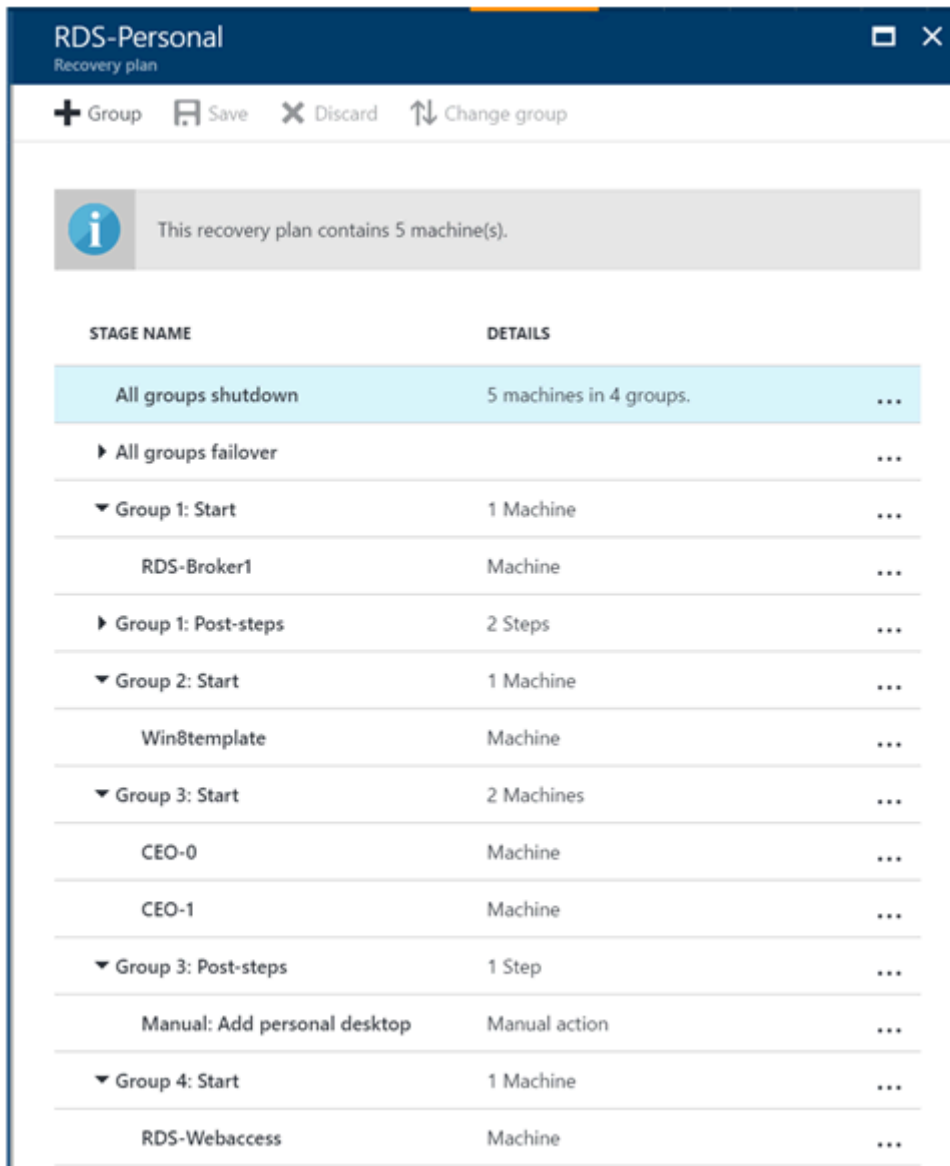 RDS-Personal
Recovery plan
Group Save Discard Change group
i This recovery plan contains 5 machine(s).
STAGE NAME DETAILS
All groups shutdown 5 machines in 4 groups. ...
All groups failover ...
Group 1: Start 1 Machine ...
RDS-Broker1 Machine ...
Group 1: Post-steps 2 Steps ...
Group 2: Start 1 Machine ...
Win8template Machine ...
Group 3: Start 2 Machines ...
CEO-0 Machine ...
CEO-1 Machine ...
Group 3: Post-steps 1 Step ...
Manual: Add personal desktop Manual action ...
Group 4: Start 1 Machine ...
RDS-Webaccess Machine ...